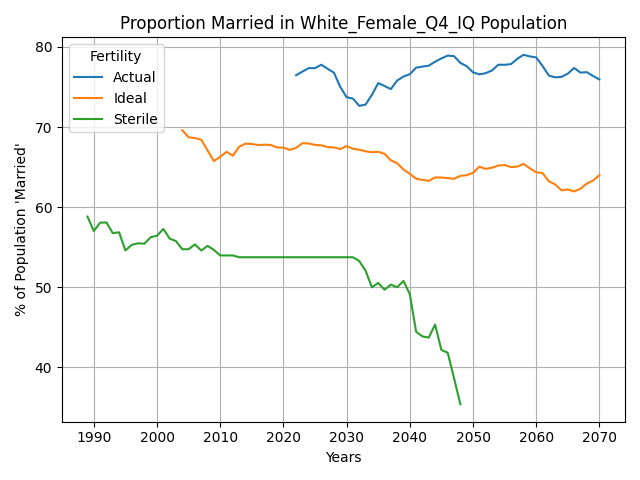 Proportion Married in White_Female_Q4_IQ Population
Fertility
Actual
Ideal
Sterile
% of Population 'Married'
80
70
60
50
40
1990 2000 2010 2020 2030 2040 2050 2060 2070
Years